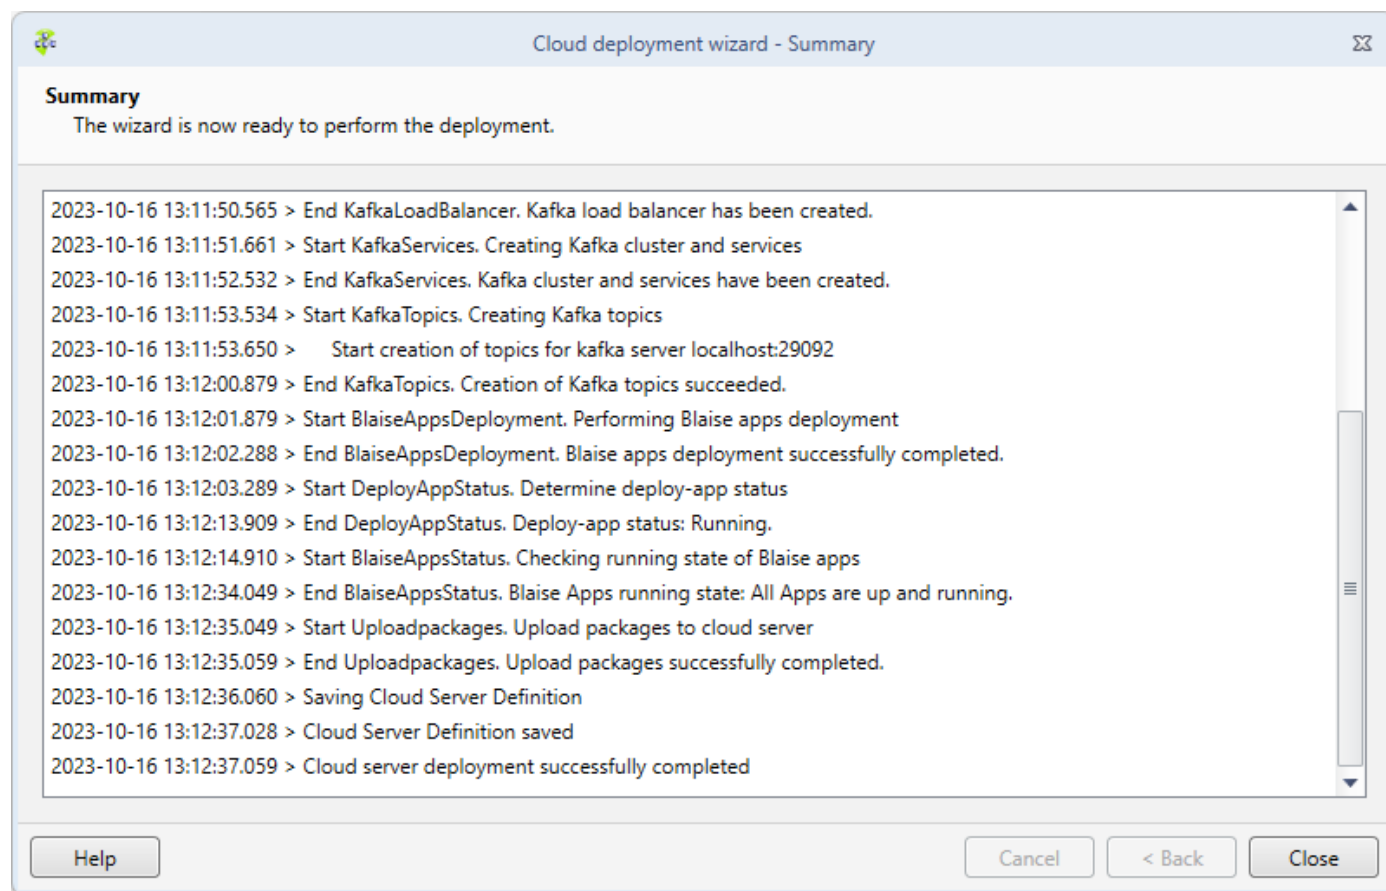 Cloud deployment wizard - Summary
Summary
The wizard is now ready to perform the deployment.
2023-10-16 13:11:50.565 > End KafkaLoadBalancer. Kafka load balancer has been created.
2023-10-16 13:11:51.661 > Start KafkaServices. Creating Kafka cluster and services
2023-10-16 13:11:52.532 > End KafkaServices. Kafka cluster and services have been created.
2023-10-16 13:11:53.534 > Start KafkaTopics. Creating Kafka topics
2023-10-16 13:11:53.650 > Start creation of topics for kafka server localhost:29092
2023-10-16 13:12:00.879 > End KafkaTopics. Creation of Kafka topics succeeded.
2023-10-16 13:12:01.879 > Start BlaiseAppsDeployment. Performing Blaise apps deployment
2023-10-16 13:12:02.288 > End BlaiseAppsDeployment. Blaise apps deployment successfully completed.
2023-10-16 13:12:03.289 > Start DeployAppStatus. Determine deploy-app status
2023-10-16 13:12:13.909 > End DeployAppStatus. Deploy-app status: Running.
2023-10-16 13:12:14.910 > Start BlaiseAppsStatus. Checking running state of Blaise apps
2023-10-16 13:12:34.049 > End BlaiseAppsStatus. Blaise Apps running state: All Apps are up and running.
2023-10-16 13:12:35.049 > Start Uploadpackages. Upload packages to cloud server
2023-10-16 13:12:35.059 > End Uploadpackages. Upload packages successfully completed.
2023-10-16 13:12:36.060 > Saving Cloud Server Definition
2023-10-16 13:12:37.028 > Cloud Server Definition saved
2023-10-16 13:12:37.059 > Cloud server deployment successfully completed
Help
Cancel
< Back
Close